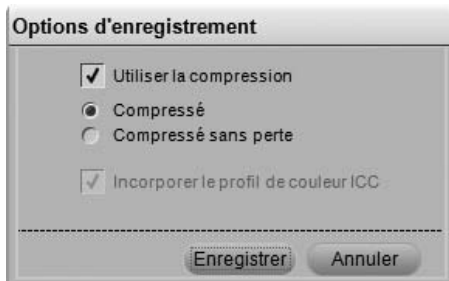 Options d'enregistrement
Utiliser la compression
Compressé
Compressé sans perte
Incorporer le profil de couleur ICC
Enregistrer Annuler